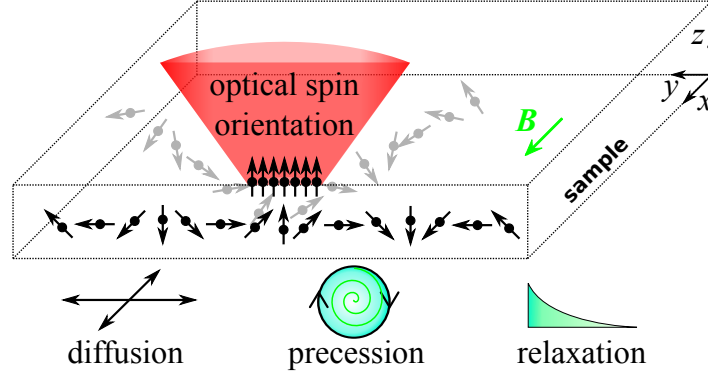 z
optical spin
orientation
y
x
B
sample
diffusion
precession
relaxation